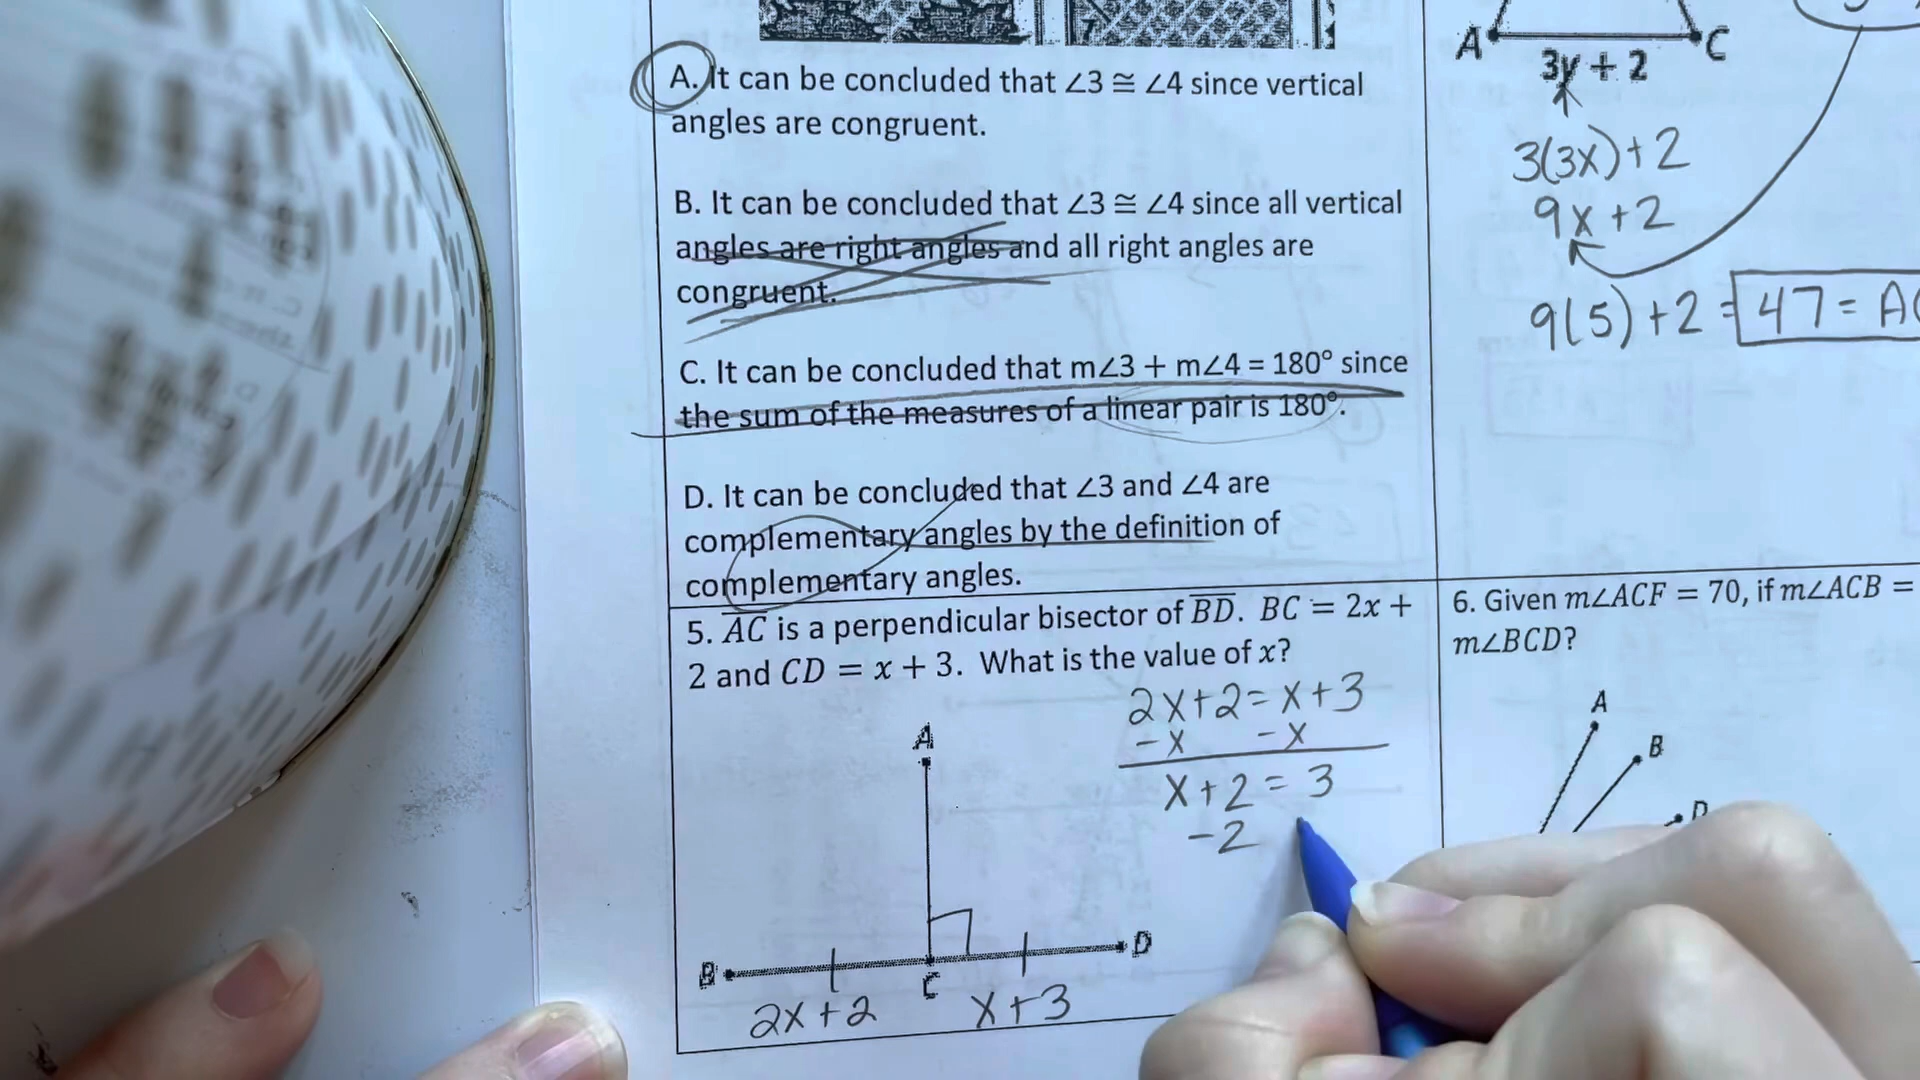 A. It can be concluded that ∠3 ≅ ∠4 since vertical
angles are congruent.
B. It can be concluded that ∠3 ≅ ∠4 since all vertical
angles are right angles and all right angles are
congruent.
C. It can be concluded that m∠3 + m∠4 = 180° since
the sum of the measures of a linear pair is 180°.
D. It can be concluded that ∠3 and ∠4 are
complementary angles by the definition of
complementary angles.
5. AC is a perpendicular bisector of BD. BC = 2x +
2 and CD = x + 3. What is the value of x?
2x+2=x+3
-x -x
x+2=3
-2
A
B
C
D
2x+2
x+3
A
C
3y + 2
3(3x)+2
9x+2
9(5)+2=47=A
6. Given m∠ACF = 70, if m∠ACB =
m∠BCD?
A
B
D